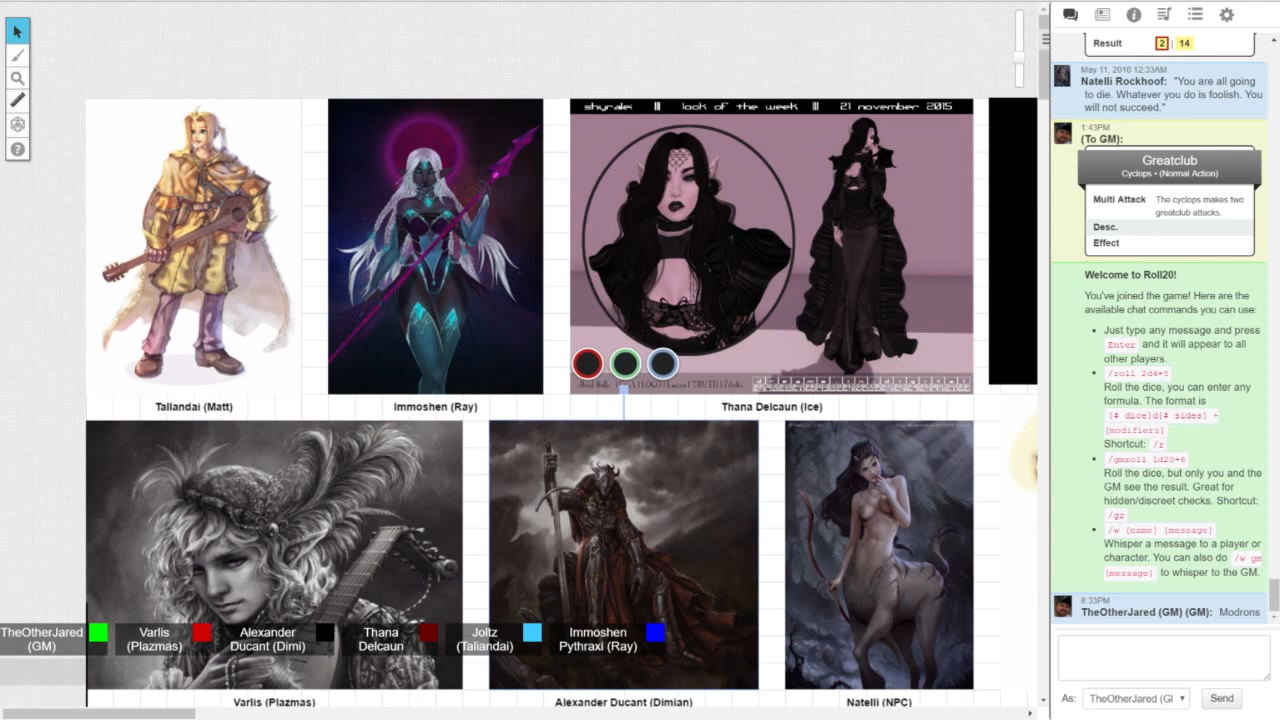 shyralei ||| look of the week ||| 21 november 2015
Taliandai (Matt)
Immoshen (Ray)
Thana Delcaun (Ice)
TheOtherJared
(GM)
Varlis
(Plazmas)
Alexander
Ducant (Dimi)
Thana
Delcaun
Joltz
(Taliandai)
Immoshen
Pythraxi (Ray)
Varlis (Plazmas)
Alexander Ducant (Dimian)
Natelli (NPC)
Result 2 | 14
May 11, 2016 12:33AM
Natelli Rockhoof: "You are all going
to die. Whatever you do is foolish. You
will not succeed."
1:43PM
(To GM):
Greatclub
Cyclops • (Normal Action)
Multi Attack The cyclops makes two
greatclub attacks.
Desc.
Effect
Welcome to Roll20!
You've joined the game! Here are the
available chat commands you can use:
• Just type any message and press
Enter and it will appear to all
other players.
• /roll 2d4+5
Roll the dice, you can enter any
formula. The format is
[# dice]d[# sides] +
[modifiers]
Shortcut: /r
• /gmroll 1d20+6
Roll the dice, but only you and the
GM see the result. Great for
hidden/discreet checks. Shortcut:
/gr
• /w [name] [message]
Whisper a message to a player or
character. You can also do /w gm
[message] to whisper to the GM.
8:33PM
TheOtherJared (GM) (GM): Modrons
As: TheOtherJared (GI
Send